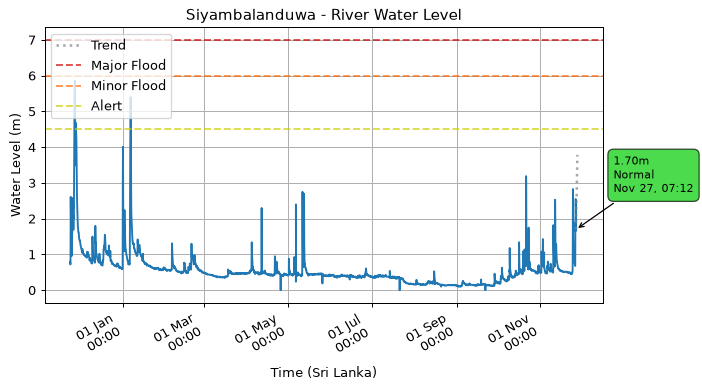 Siyambalanduwa - River Water Level
Trend
Major Flood
Minor Flood
Alert
Water Level (m)
7
6
5
4
3
2
1
0
1.70m
Normal
Nov 27, 07:12
01 Jan
00:00
01 Mar
00:00
01 May
00:00
01 Jul
00:00
01 Sep
00:00
01 Nov
00:00
Time (Sri Lanka)